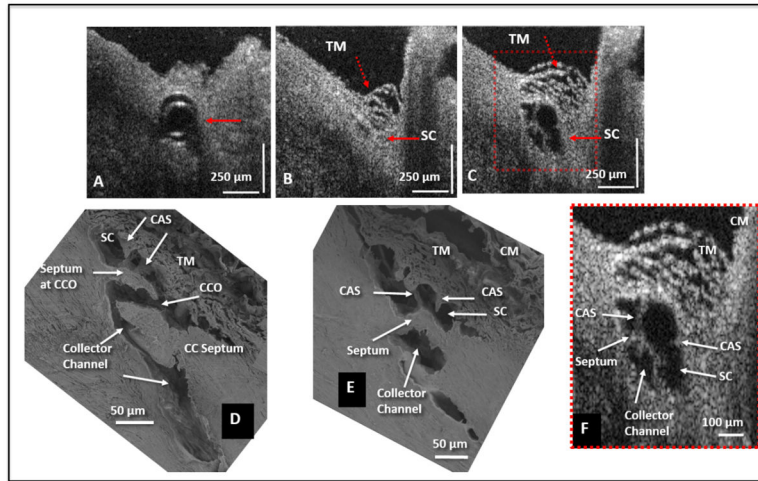 TM
TM
SC
SC
A
250 µm
B
250 µm
C
250 µm
SC
CAS
TM
Septum
at CCO
CCO
Collector
Channel
CC Septum
50 µm
D
TM
CM
CAS
CAS
SC
Septum
Collector
Channel
E
50 µm
CM
TM
CAS
CAS
Septum
SC
Collector
Channel
F
100 µm